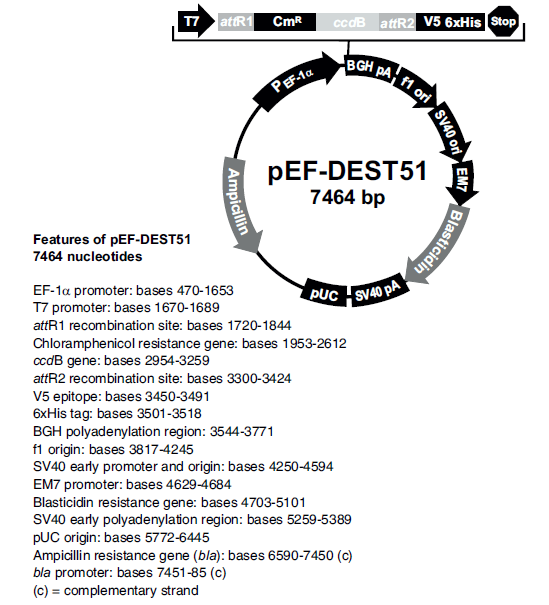 T7 attR1 CmR ccdB attR2 V5 6xHis Stop
PEF-1α BGH pA f1 ori SV40 ori EM7 Blasticidin SV40 pA pUC Ampicillin
pEF-DEST51
7464 bp
Features of pEF-DEST51
7464 nucleotides
EF-1α promoter: bases 470-1653
T7 promoter: bases 1670-1689
attR1 recombination site: bases 1720-1844
Chloramphenicol resistance gene: bases 1953-2612
ccdB gene: bases 2954-3259
attR2 recombination site: bases 3300-3424
V5 epitope: bases 3450-3491
6xHis tag: bases 3501-3518
BGH polyadenylation region: 3544-3771
f1 origin: bases 3817-4245
SV40 early promoter and origin: bases 4250-4594
EM7 promoter: bases 4629-4684
Blasticidin resistance gene: bases 4703-5101
SV40 early polyadenylation region: bases 5259-5389
pUC origin: bases 5772-6445
Ampicillin resistance gene (bla): bases 6590-7450 (c)
bla promoter: bases 7451-85 (c)
(c) = complementary strand